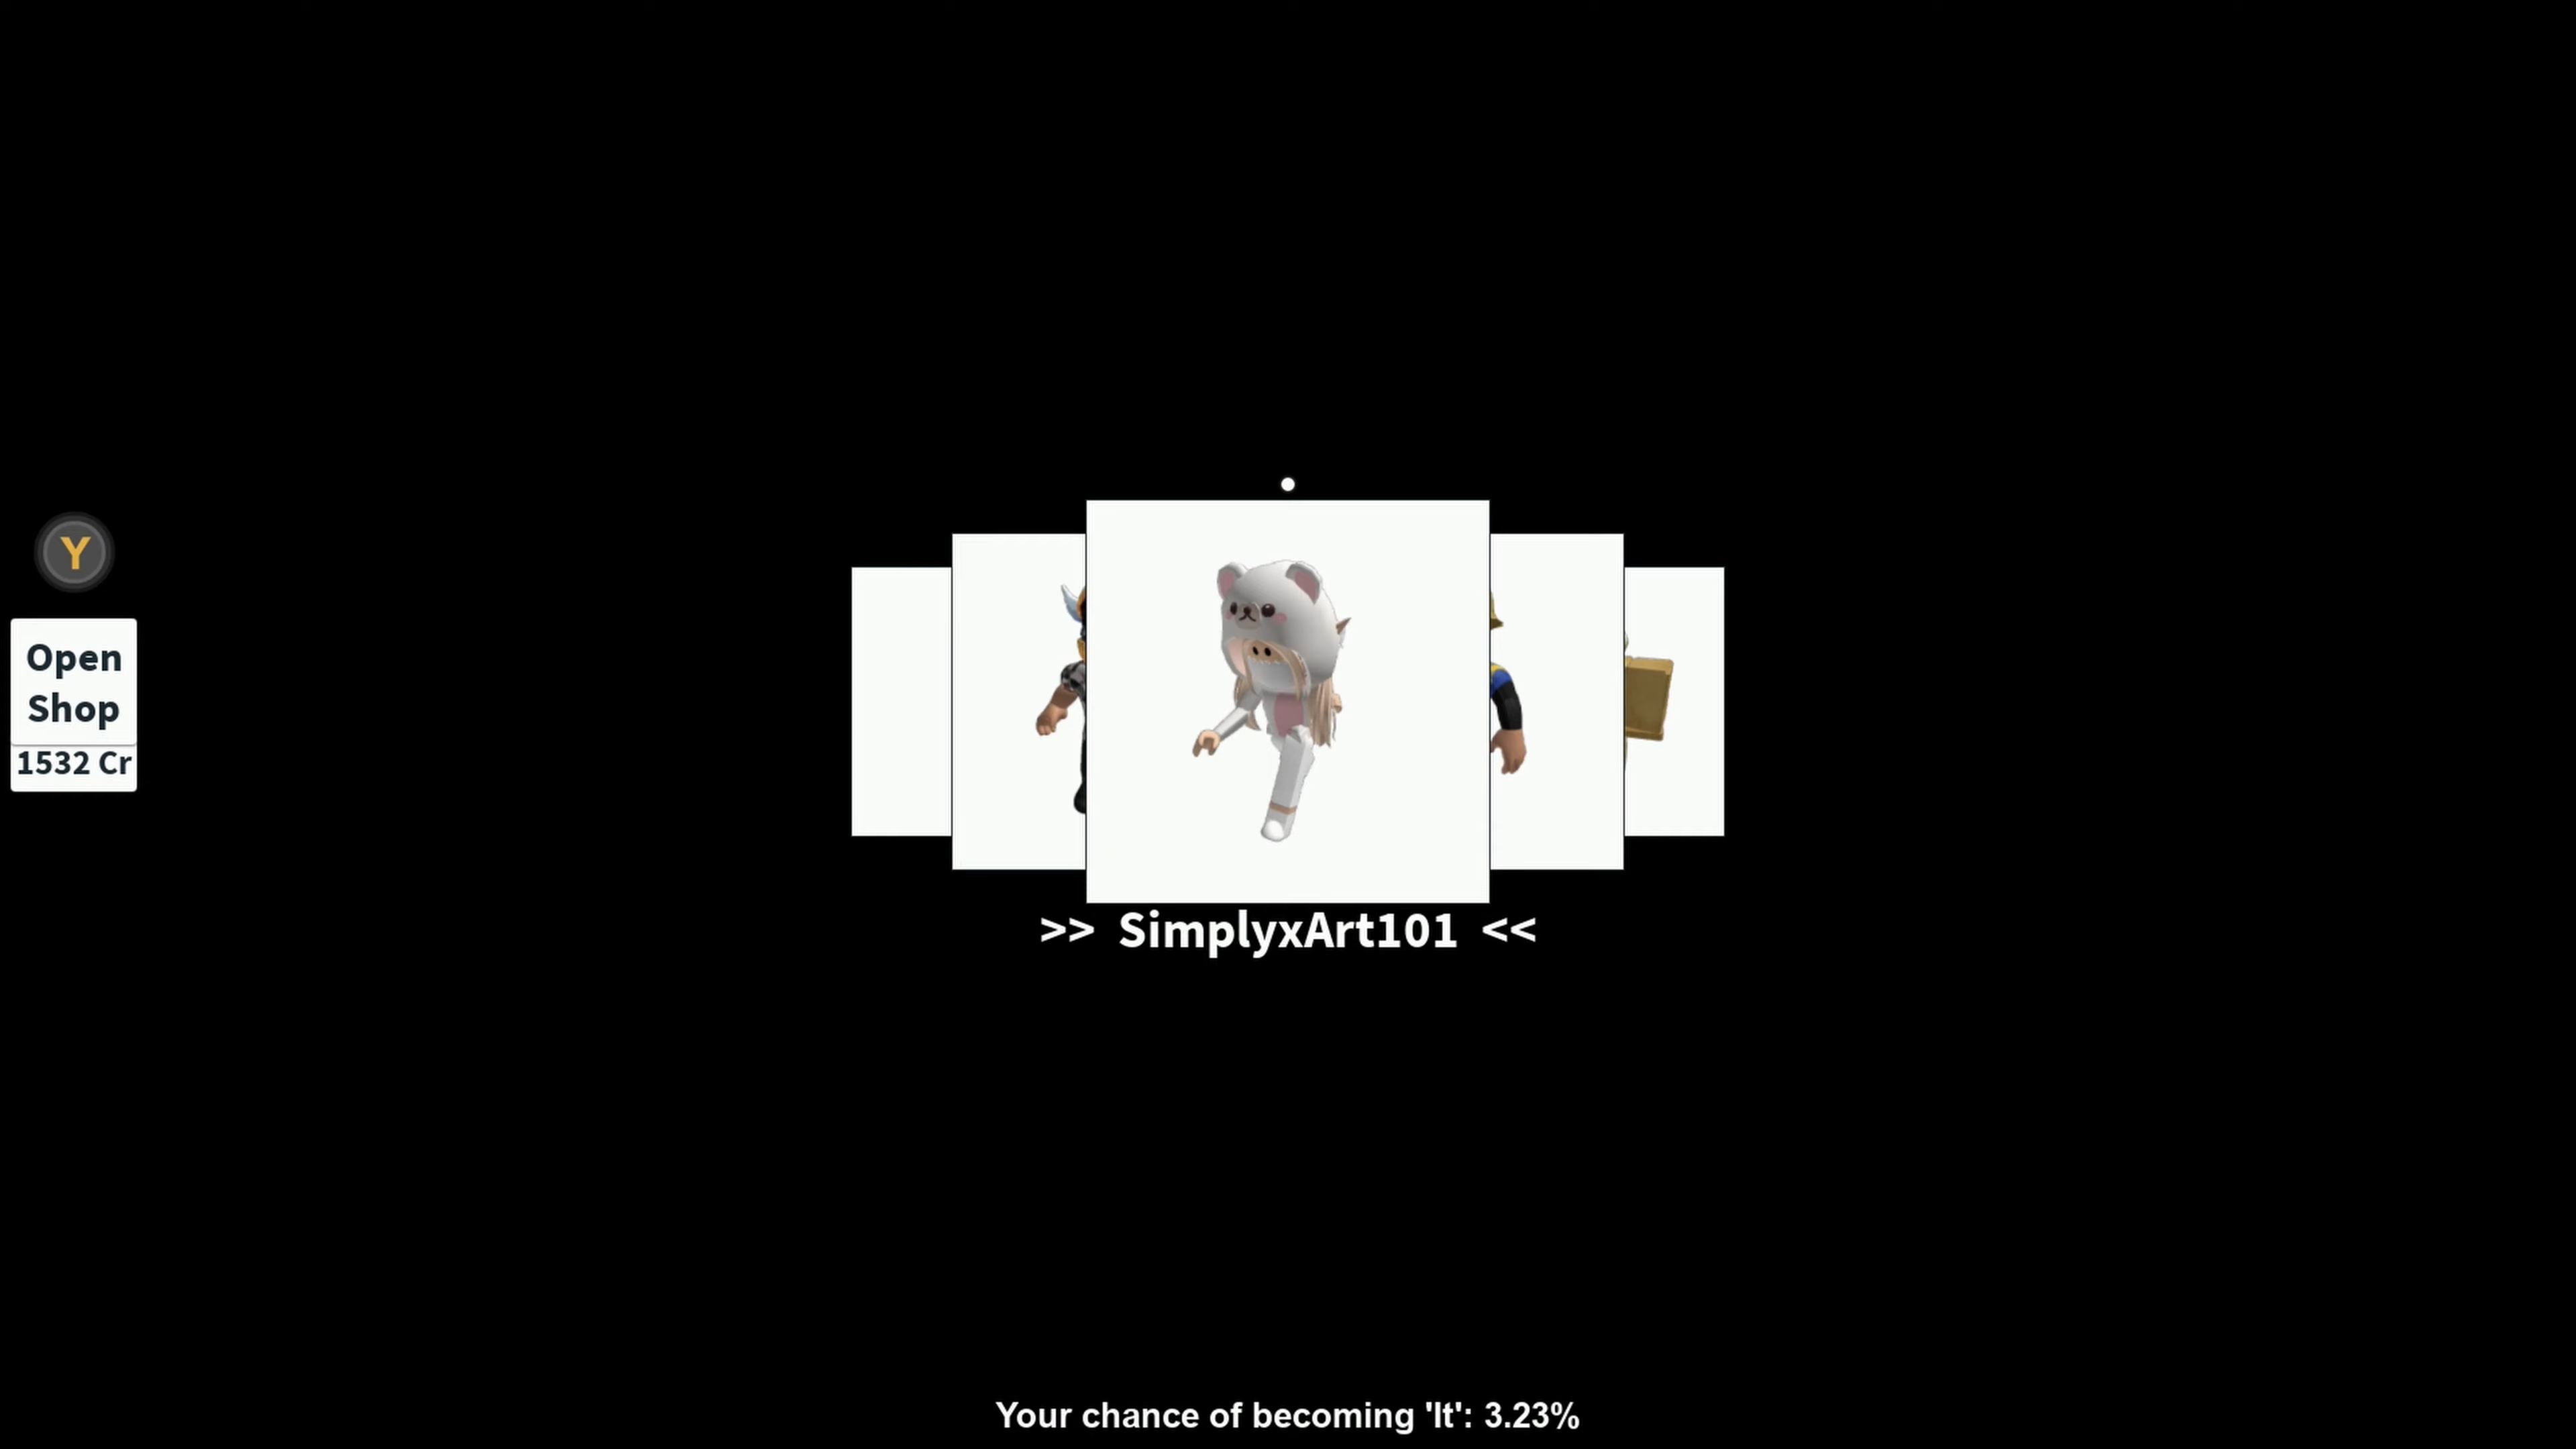 Y
Open
Shop
1532 Cr
>> SimplyxArt101 <<
Your chance of becoming 'It': 3.23%